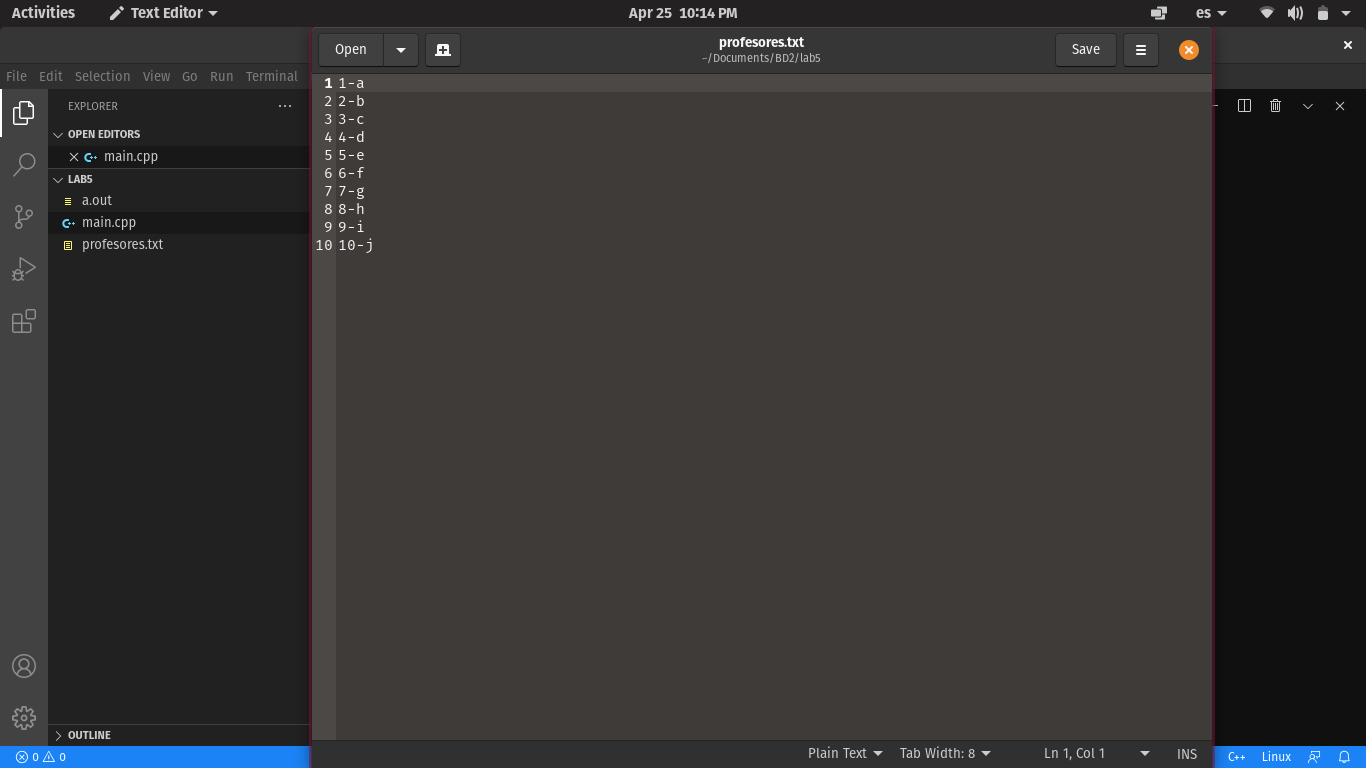 Activities Text Editor Apr 25 10:14 PM es
Open profesores.txt Save
~/Documents/BD2/lab5
File Edit Selection View Go Run Terminal
EXPLORER
OPEN EDITORS
main.cpp
LAB5
a.out
main.cpp
profesores.txt
OUTLINE
0 0
1 1-a
2 2-b
3 3-c
4 4-d
5 5-e
6 6-f
7 7-g
8 8-h
9 9-i
10 10-j
Plain Text Tab Width: 8 Ln 1, Col 1 INS
C++ Linux